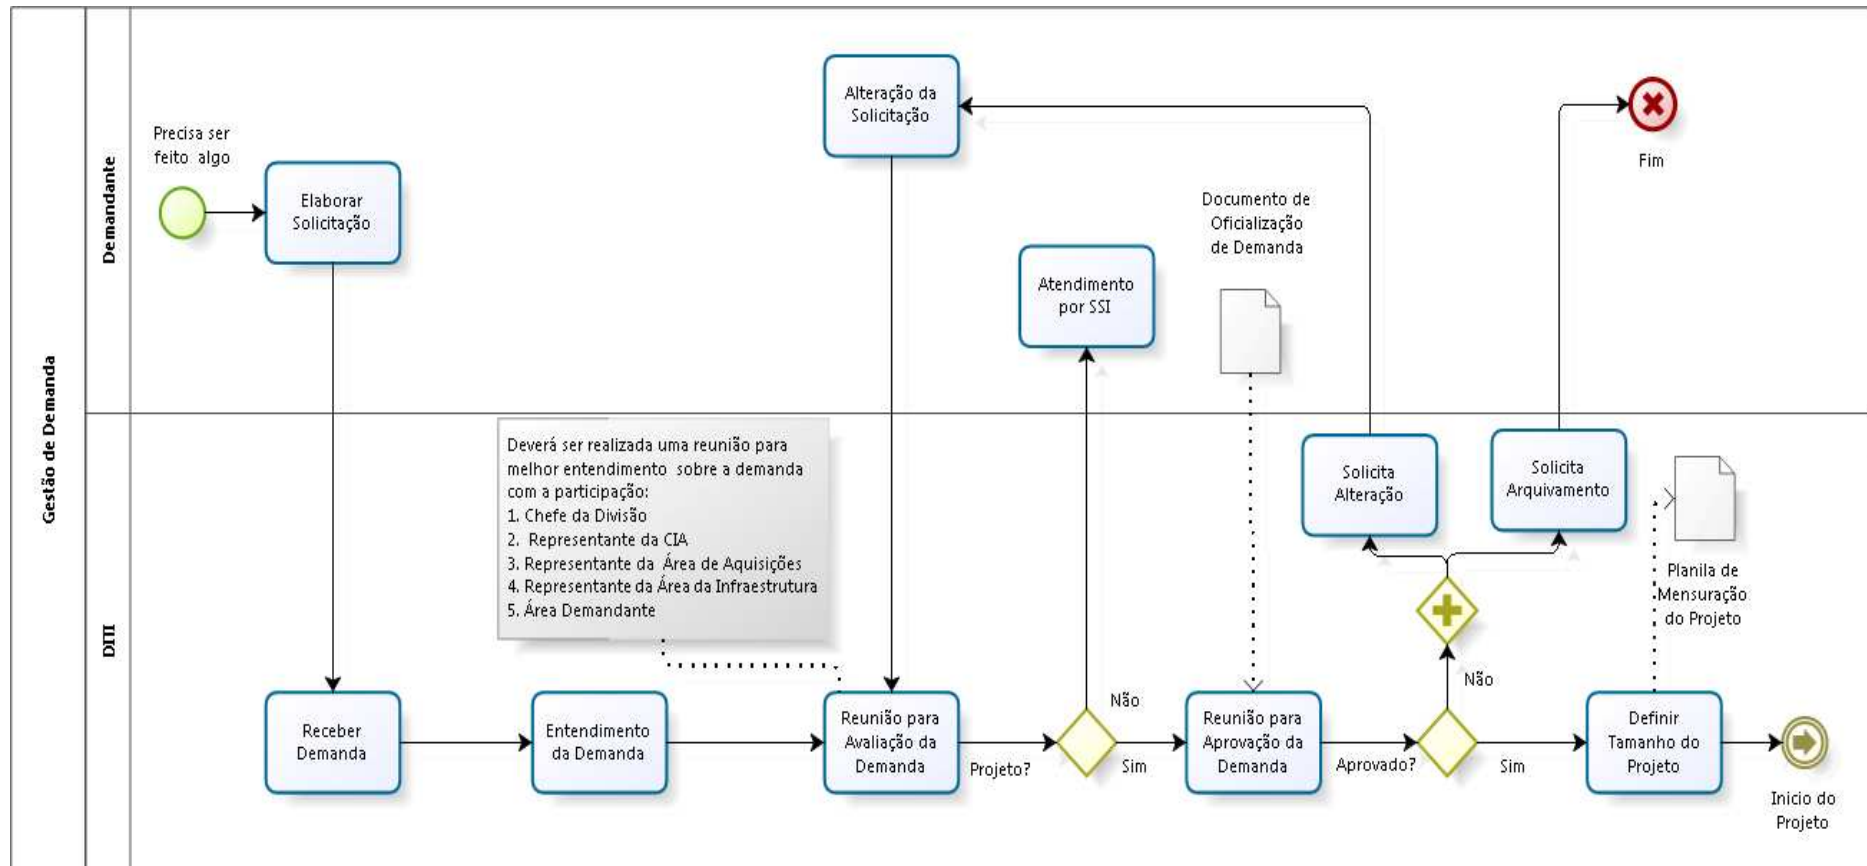 Gestão de Demanda
Demandante
Precisa ser
feito algo
Elaborar
Solicitação
Alteração da
Solicitação
Atendimento
por SSI
Documento de
Oficialização
de Demanda
Fim
DITI
Deverá ser realizada uma reunião para
melhor entendimento sobre a demanda
com a participação:
1. Chefe da Divisão
2. Representante da CIA
3. Representante da Área de Aquisições
4. Representante da Área da Infraestrutura
5. Área Demandante
Solicita
Alteração
Solicita
Arquivamento
Planila de
Mensuração
do Projeto
Receber
Demanda
Entendimento
da Demanda
Reunião para
Avaliação da
Demanda
Projeto?
Não
Sim
Reunião para
Aprovação da
Demanda
Aprovado?
Não
Sim
Definir
Tamanho do
Projeto
Inicio do
Projeto